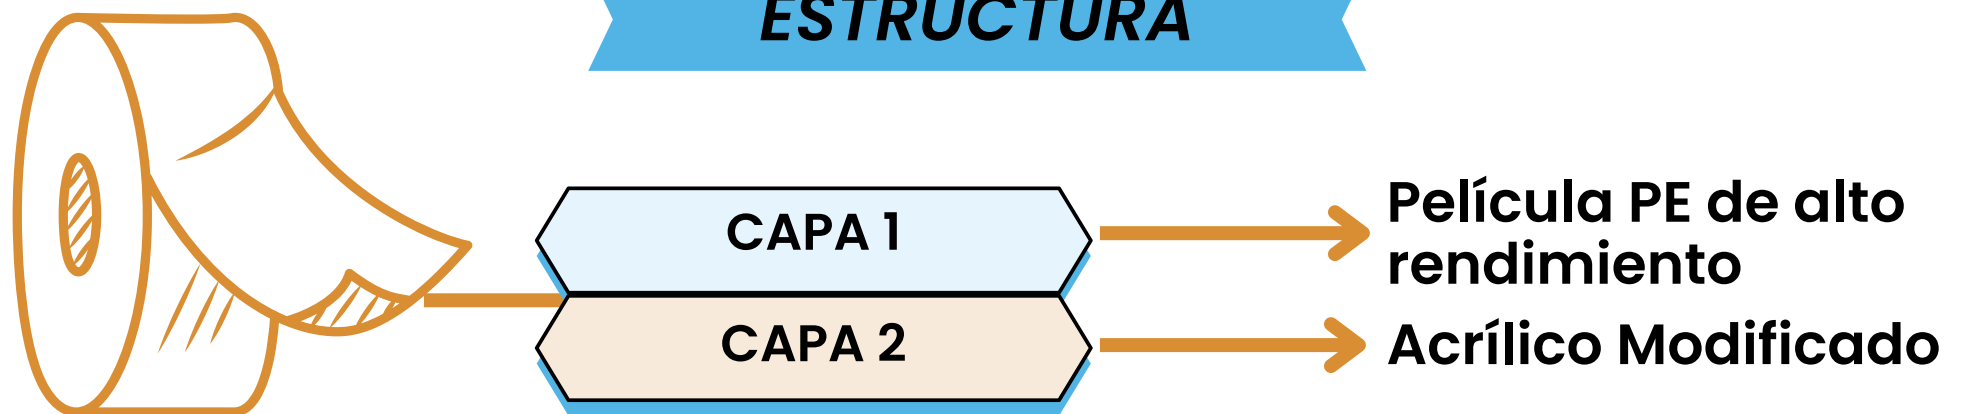 ESTRUCTURA
CAPA 1
Película PE de alto
rendimiento
CAPA 2
Acrílico Modificado